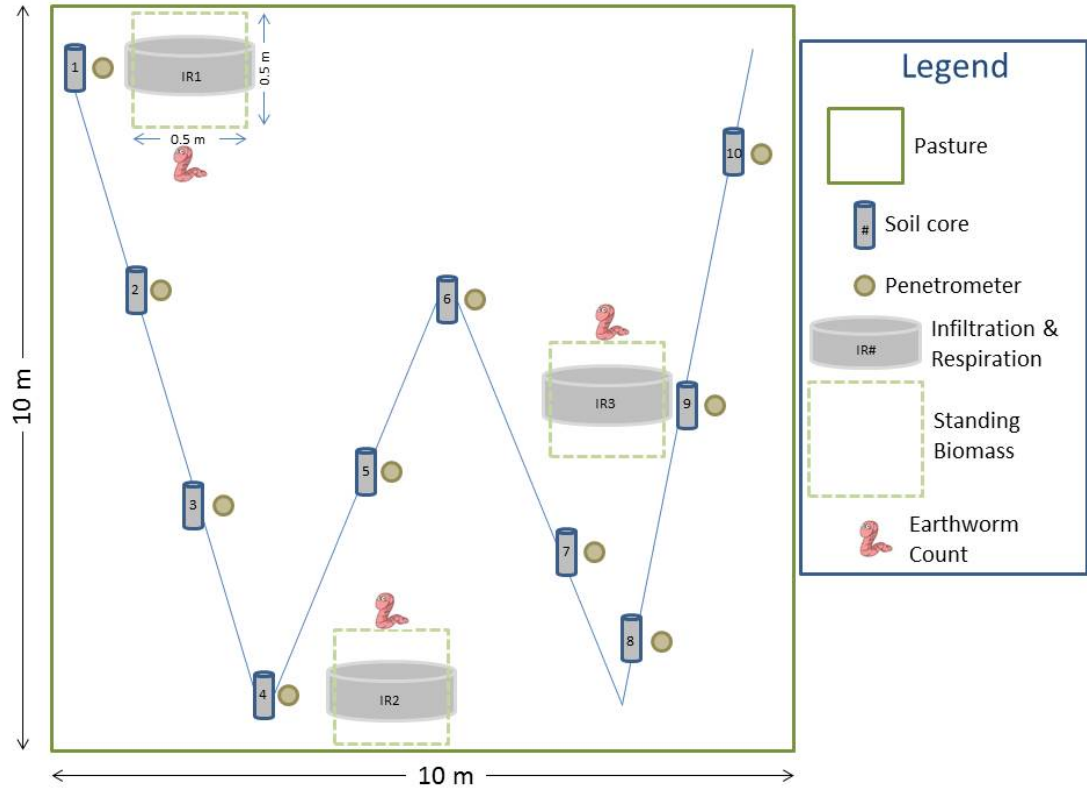 1
IR1
0.5 m
0.5 m
2
3
4
5
6
7
8
9
10
IR2
IR3
10 m
10 m
Legend
Pasture
#
Soil core
Penetrometer
IR#
Infiltration &
Respiration
Standing
Biomass
Earthworm
Count